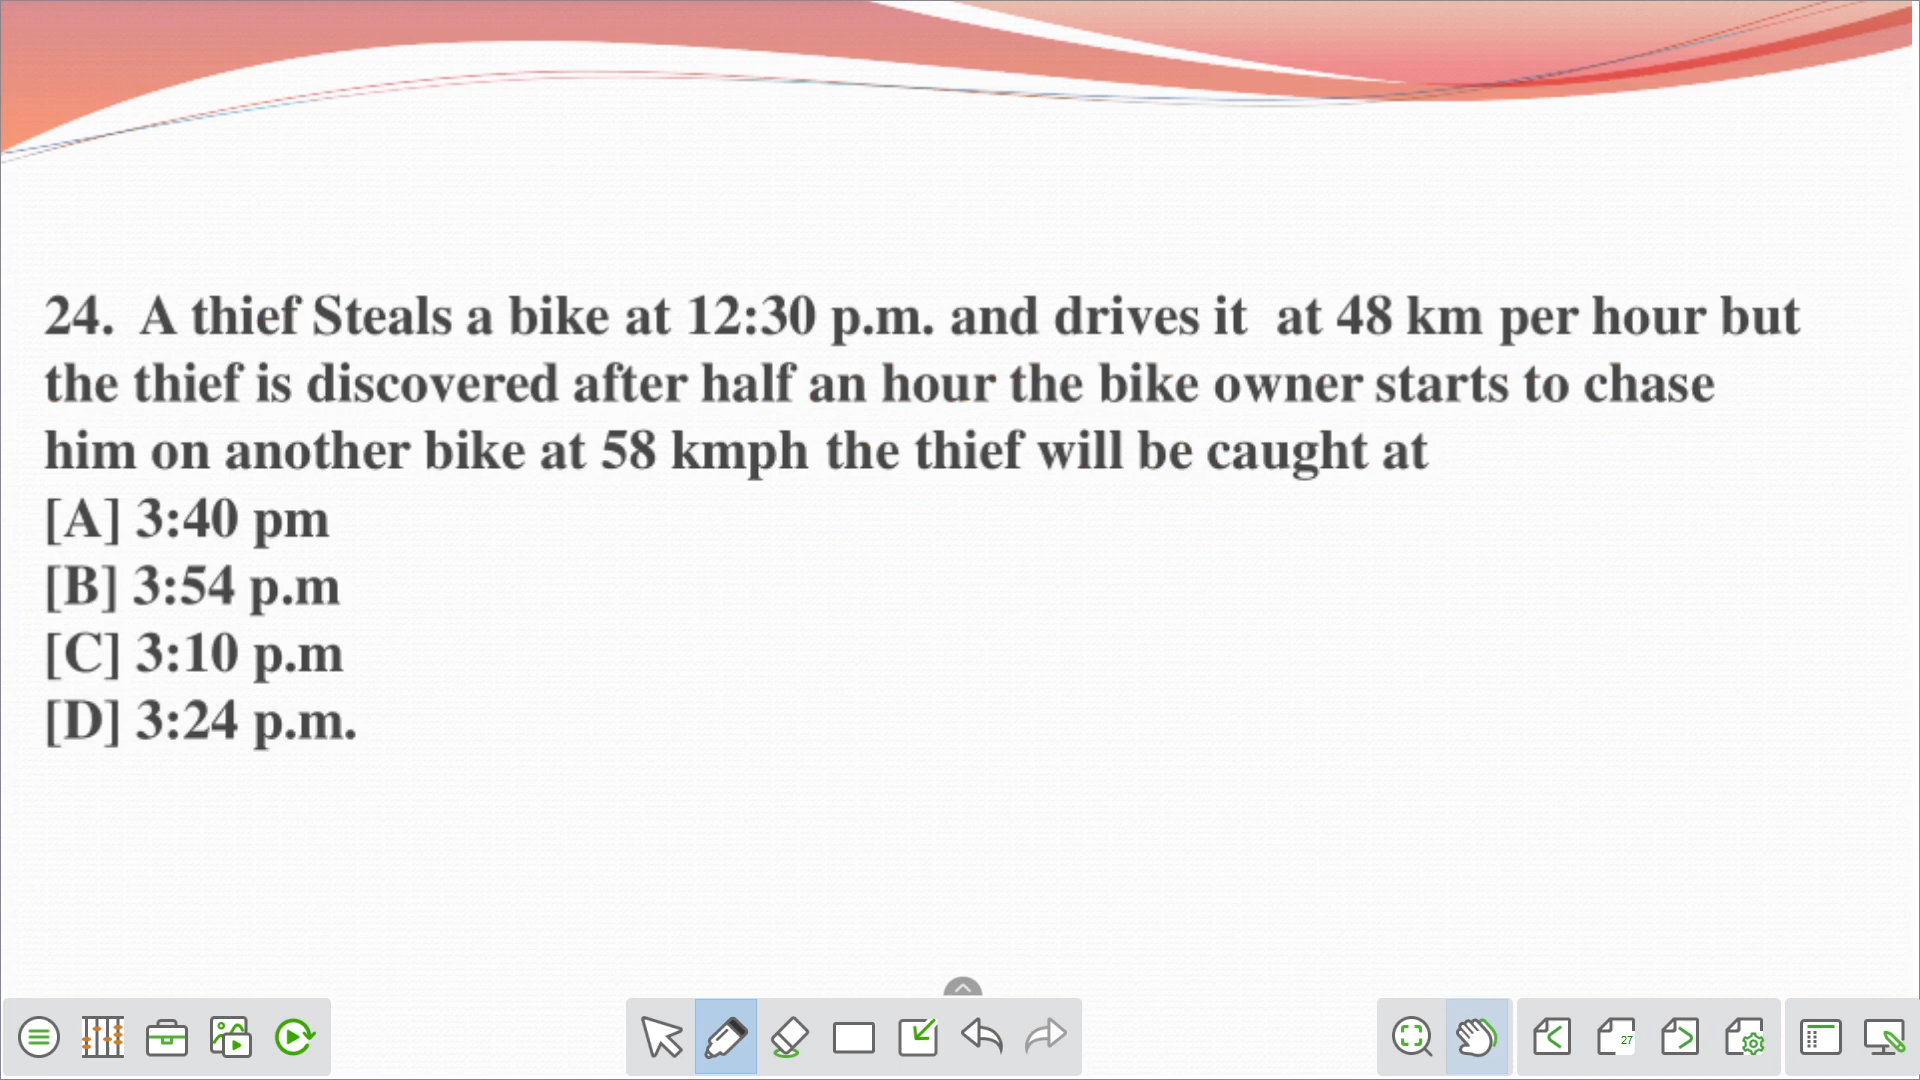 24.  A thief Steals a bike at 12:30 p.m. and drives it  at 48 km per hour but
the thief is discovered after half an hour the bike owner starts to chase
him on another bike at 58 kmph the thief will be caught at
[A] 3:40 pm
[B] 3:54 p.m
[C] 3:10 p.m
[D] 3:24 p.m.
27